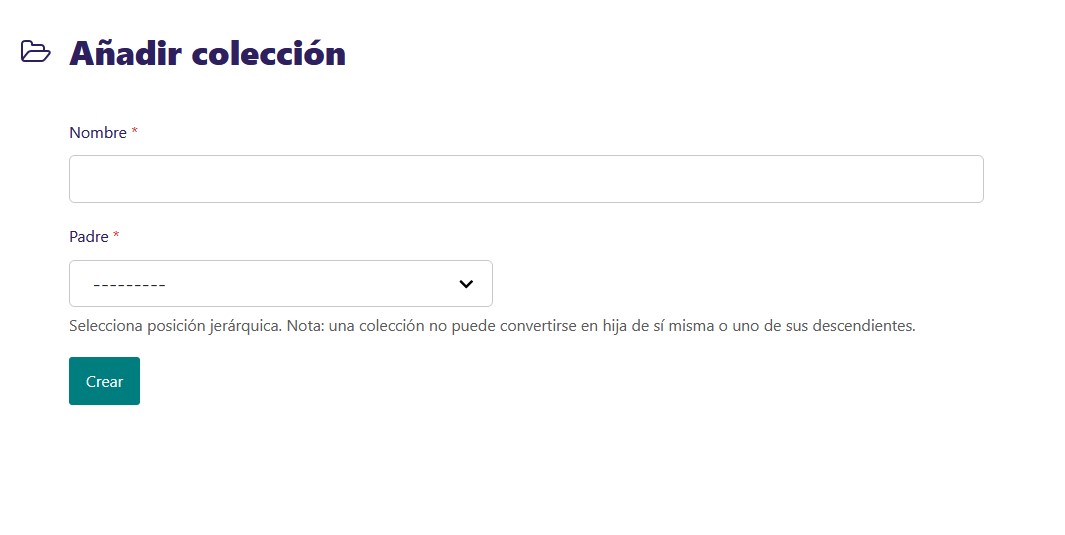 Añadir colección
Nombre *
Padre *
---------
Selecciona posición jerárquica. Nota: una colección no puede convertirse en hija de sí misma o uno de sus descendientes.
Crear